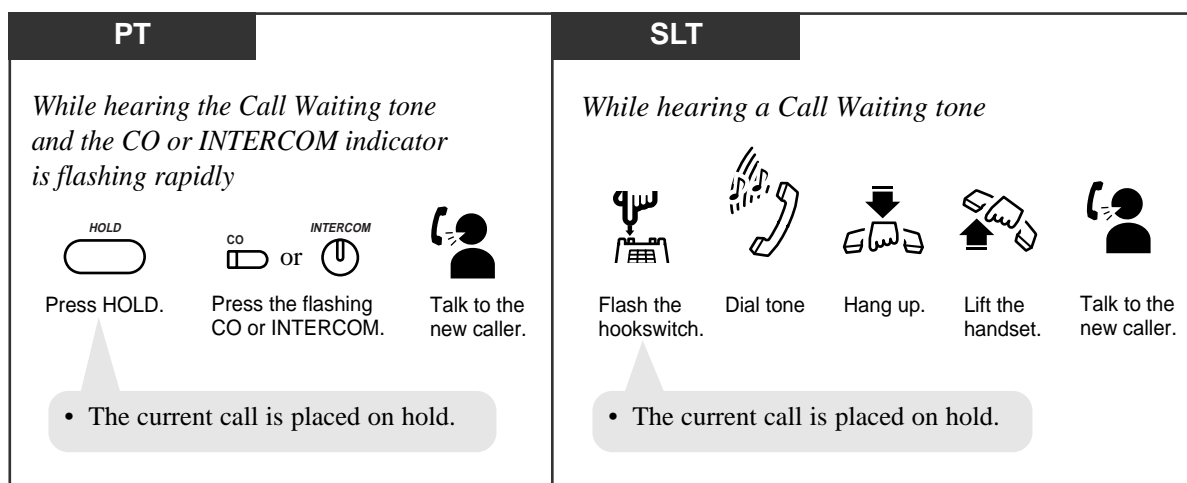 PT
While hearing the Call Waiting tone
and the CO or INTERCOM indicator
is flashing rapidly
HOLD
CO
or
INTERCOM
Press HOLD.
Press the flashing
CO or INTERCOM.
Talk to the
new caller.
• The current call is placed on hold.
SLT
While hearing a Call Waiting tone
Flash the
hookswitch.
Dial tone
Hang up.
Lift the
handset.
Talk to the
new caller.
• The current call is placed on hold.